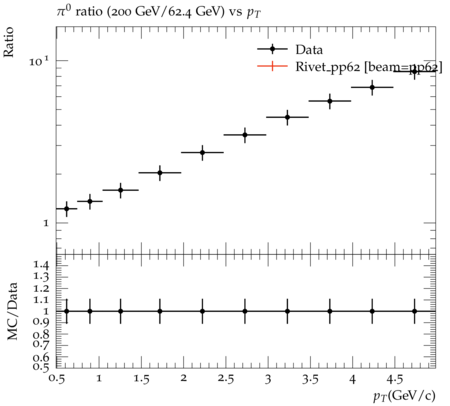 π⁰ ratio (200 GeV/62.4 GeV) vs p_T
Ratio
10¹
1
Data
Rivet_pp62 [beam=pp62]
MC/Data
1.4
1.3
1.2
1.1
1
0.9
0.8
0.7
0.6
0.5
0.5 1 1.5 2 2.5 3 3.5 4 4.5
p_T(GeV/c)